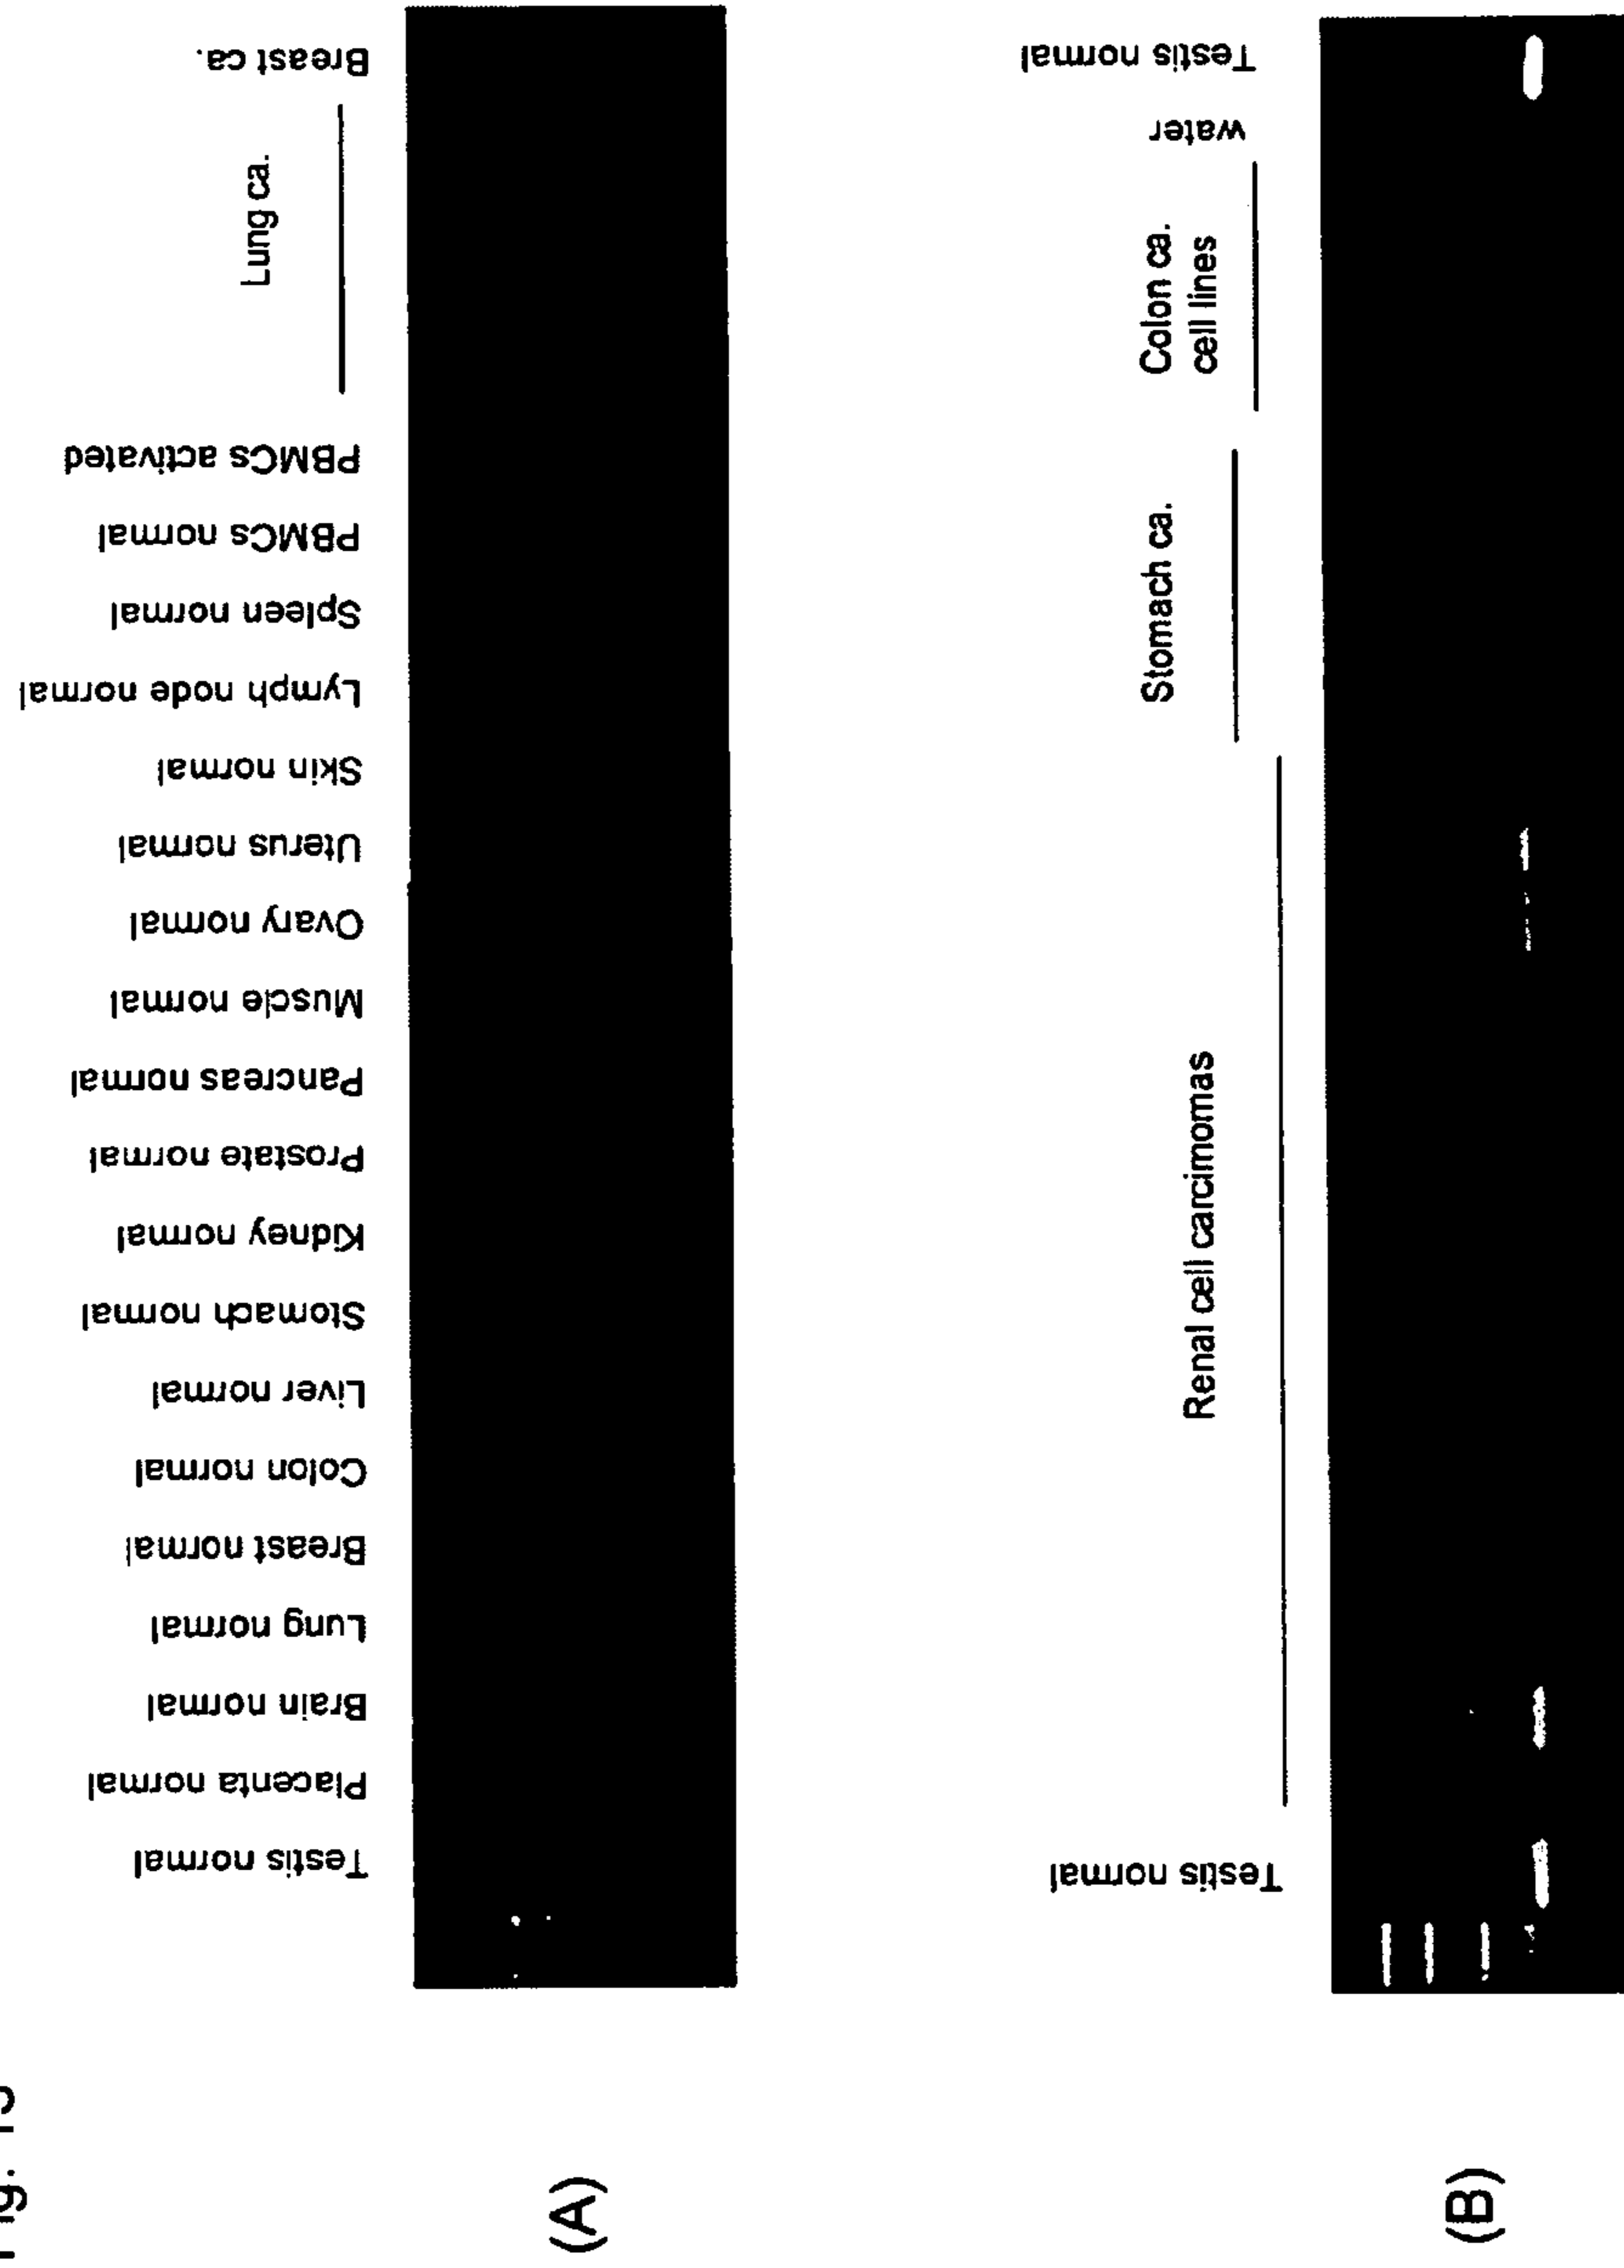 Fig.
(A)
Testis normal
Placenta normal
Brain normal
Lung normal
Breast normal
Colon normal
Liver normal
Stomach normal
Kidney normal
Prostate normal
Pancreas normal
Muscle normal
Ovary normal
Uterus normal
Skin normal
Lymph node normal
Spleen normal
PBMCs normal
PBMCs activated
Lung ca.
Breast ca.
(B)
Testis normal
Renal cell carcimomas
Stomach ca.
Colon ca.
cell lines
water
Testis normal